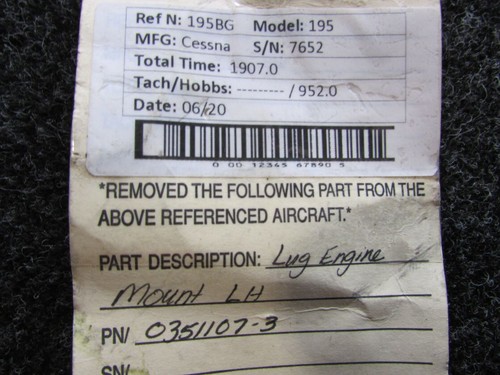 Ref N: 195BG Model: 195
MFG: Cessna S/N: 7652
Total Time: 1907.0
Tach/Hobbs: --------- / 952.0
Date: 06/20
0 00 12345 67890 5
*REMOVED THE FOLLOWING PART FROM THE
ABOVE REFERENCED AIRCRAFT.*
PART DESCRIPTION: Lug Engine
Mount LH
PN/ 0351107-3
SN/